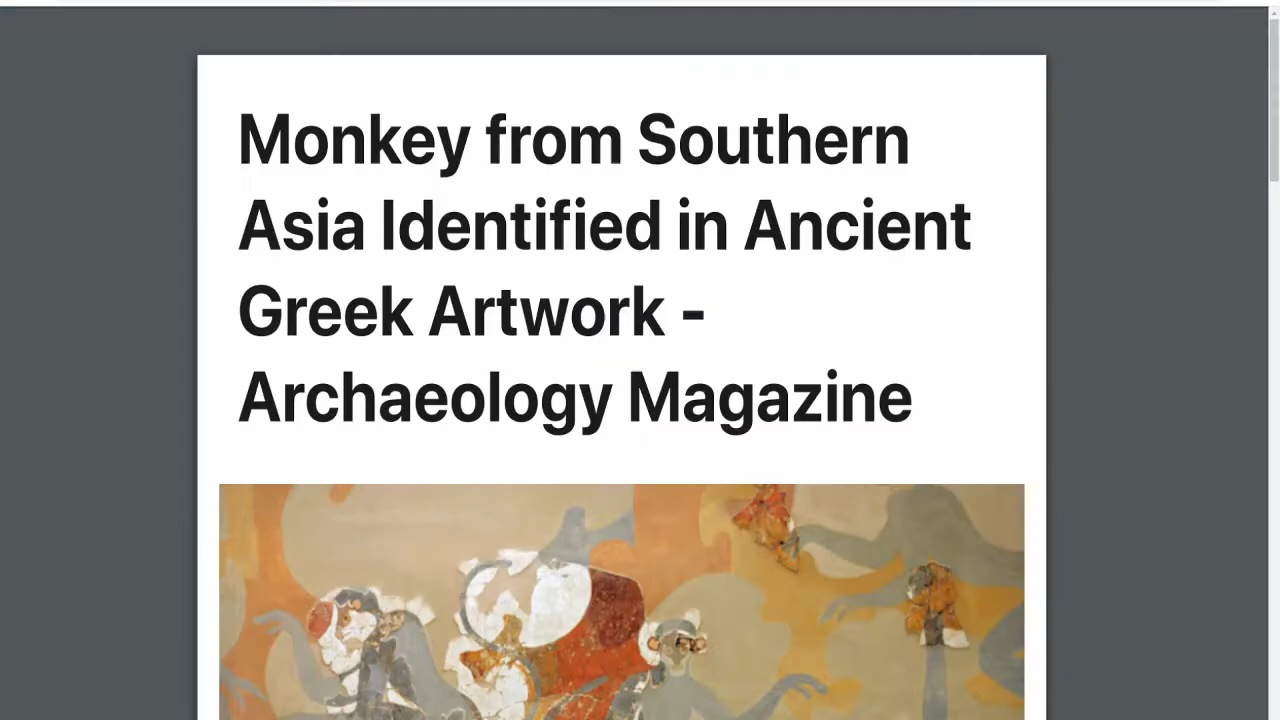 Monkey from Southern
Asia Identified in Ancient
Greek Artwork -
Archaeology Magazine